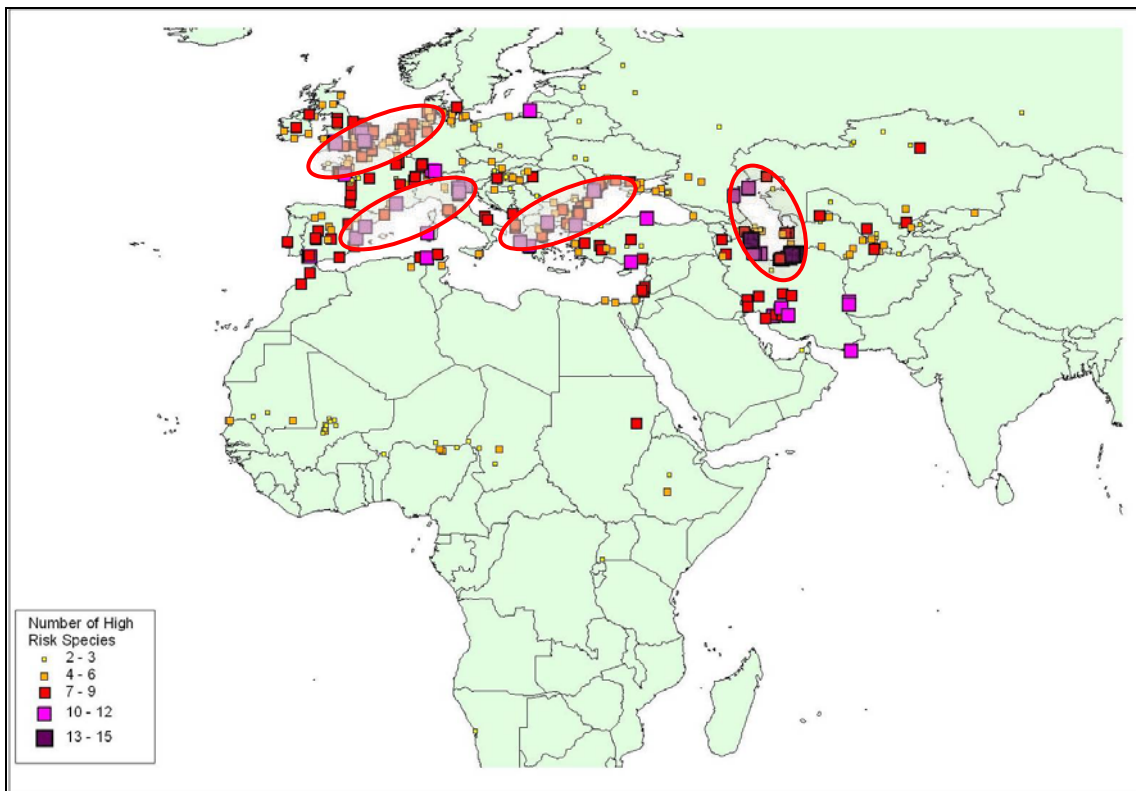 Number of High
Risk Species
2 - 3
4 - 6
7 - 9
10 - 12
13 - 15